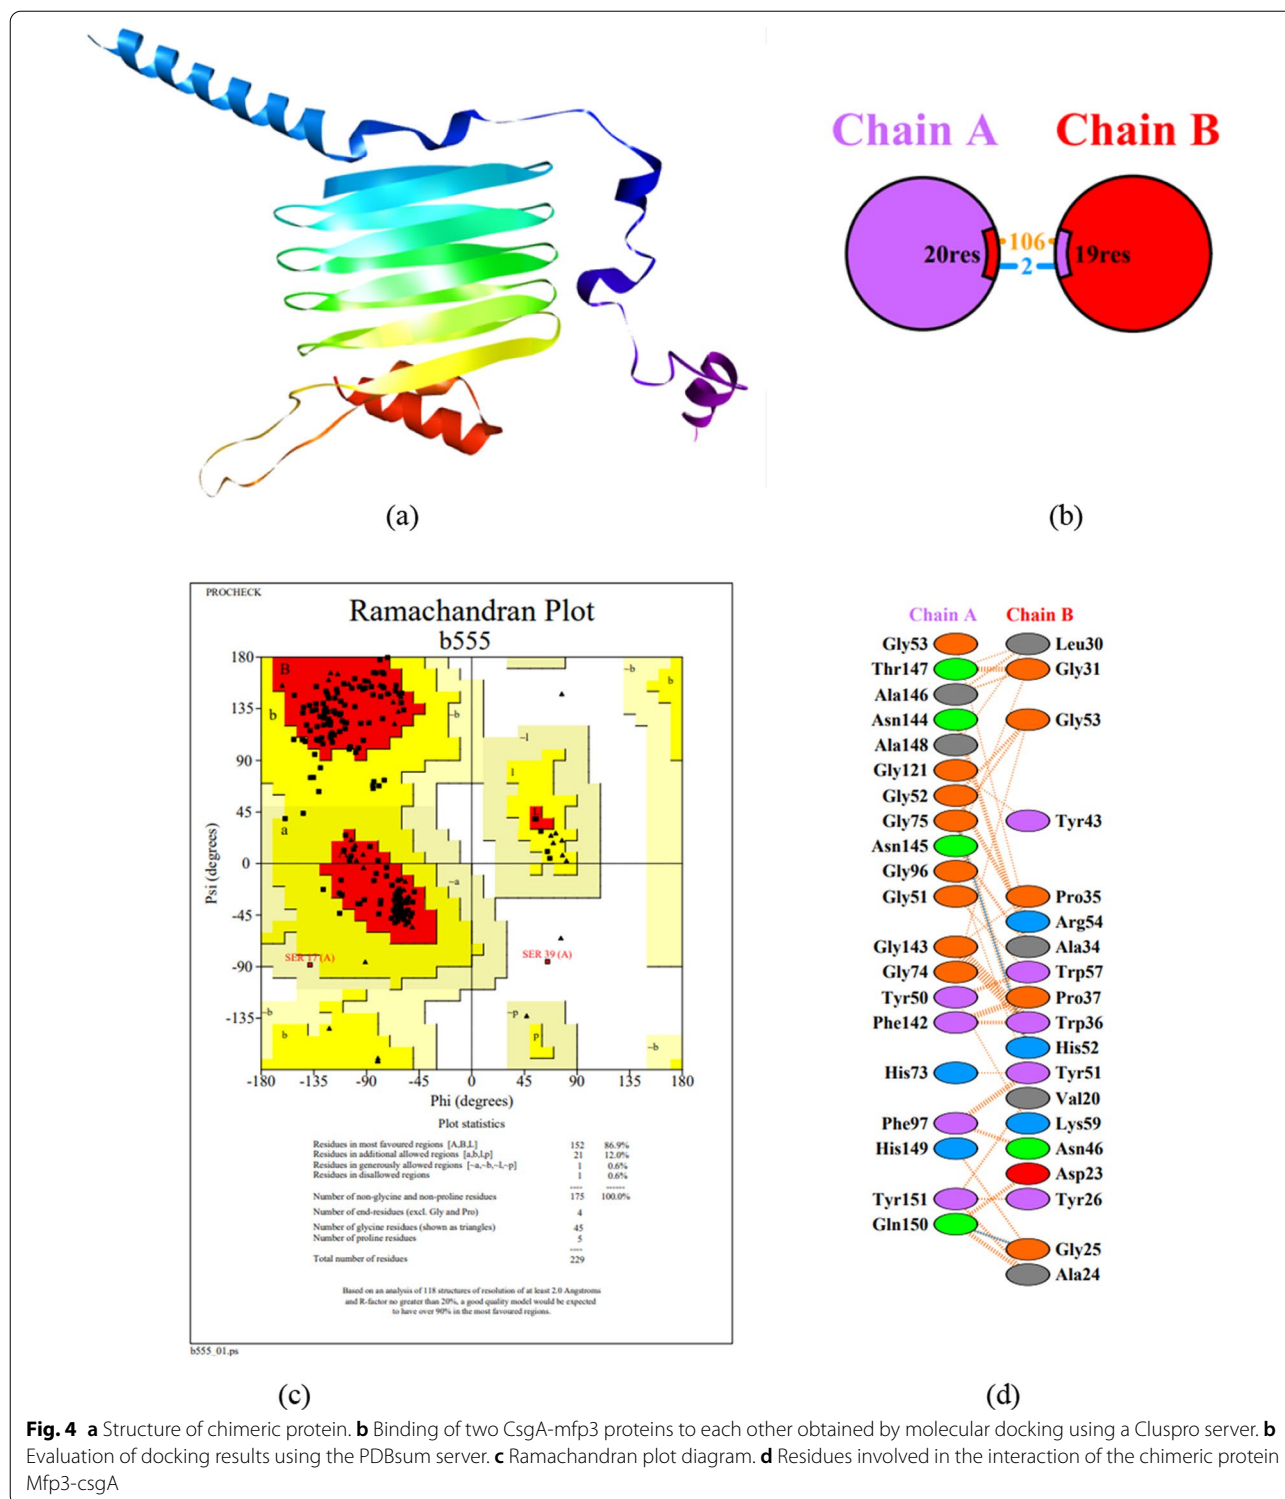 Chain A Chain B
20res 106 19res
2
(a)
(b)
PROCHECK
Ramachandran Plot
b555
B
b
a
l
~a
~b
~l
~p
p
SER 17 (A)
SER 39 (A)
180
135
90
45
0
-45
-90
-135
Psi (degrees)
-180 -135 -90 -45 0 45 90 135 180
Phi (degrees)
Plot statistics
Residues in most favoured regions [A,B,L] 152 86.9%
Residues in additional allowed regions [a,b,l,p] 21 12.0%
Residues in generously allowed regions [~a,~b,~l,~p] 1 0.6%
Residues in disallowed regions 1 0.6%
---- ------
Number of non-glycine and non-proline residues 175 100.0%
Number of end-residues (excl. Gly and Pro) 4
Number of glycine residues (shown as triangles) 45
Number of proline residues 5
----
Total number of residues 229
Based on an analysis of 118 structures of resolution of at least 2.0 Angstroms
and R-factor no greater than 20%, a good quality model would be expected
to have over 90% in the most favoured regions.
b555_01.ps
(c)
Chain A Chain B
Gly53 Leu30
Thr147 Gly31
Ala146
Asn144 Gly53
Ala148
Gly121
Gly52
Gly75 Tyr43
Asn145
Gly96
Gly51 Pro35
Arg54
Gly143 Ala34
Gly74 Trp57
Tyr50 Pro37
Phe142 Trp36
His52
His73 Tyr51
Val20
Phe97 Lys59
His149 Asn46
Asp23
Tyr151 Tyr26
Gln150
Gly25
Ala24
(d)
Fig. 4 a Structure of chimeric protein. b Binding of two CsgA-mfp3 proteins to each other obtained by molecular docking using a Cluspro server. b
Evaluation of docking results using the PDBsum server. c Ramachandran plot diagram. d Residues involved in the interaction of the chimeric protein
Mfp3-csgA